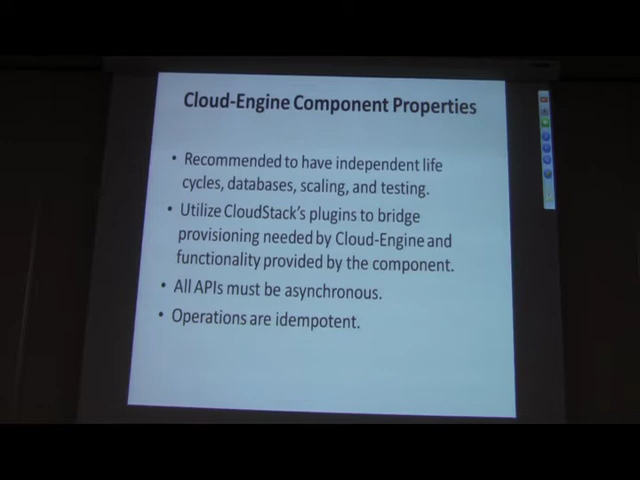 Cloud-Engine Component Properties
• Recommended to have independent life
cycles, databases, scaling, and testing.
• Utilize CloudStack's plugins to bridge
provisioning needed by Cloud-Engine and
functionality provided by the component.
• All APIs must be asynchronous.
• Operations are idempotent.